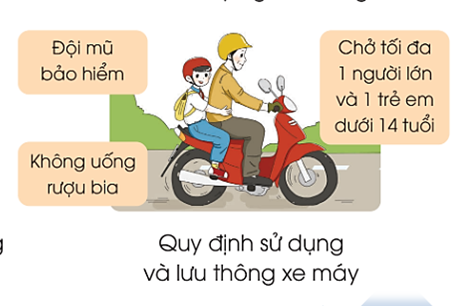 Đội mũ
bảo hiểm
Chở tối đa
1 người lớn
và 1 trẻ em
dưới 14 tuổi
Không uống
rượu bia
Quy định sử dụng
và lưu thông xe máy